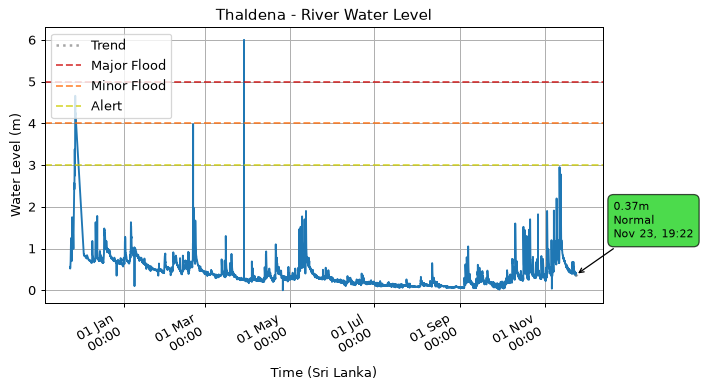 Thaldena - River Water Level
Trend
Major Flood
Minor Flood
Alert
Water Level (m)
6
5
4
3
2
1
0
0.37m
Normal
Nov 23, 19:22
01 Jan
00:00
01 Mar
00:00
01 May
00:00
01 Jul
00:00
01 Sep
00:00
01 Nov
00:00
Time (Sri Lanka)